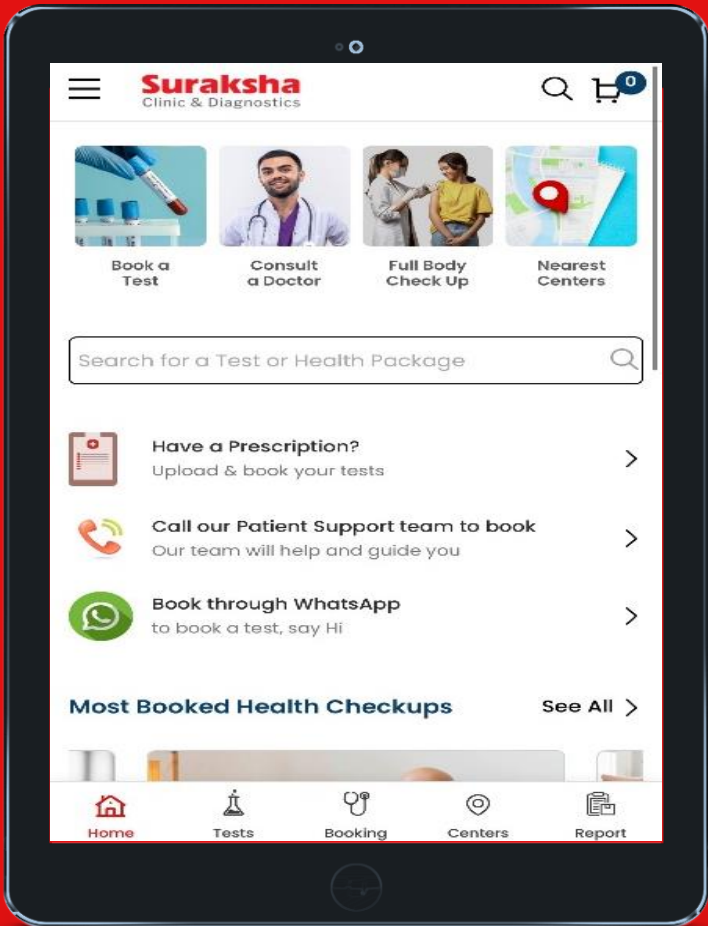 Suraksha
Clinic & Diagnostics
0
Book a
Test
Consult
a Doctor
Full Body
Check Up
Nearest
Centers
Search for a Test or Health Package
Have a Prescription?
Upload & book your tests
Call our Patient Support team to book
Our team will help and guide you
Book through WhatsApp
to book a test, say Hi
Most Booked Health Checkups
See All
Home
Tests
Booking
Centers
Report